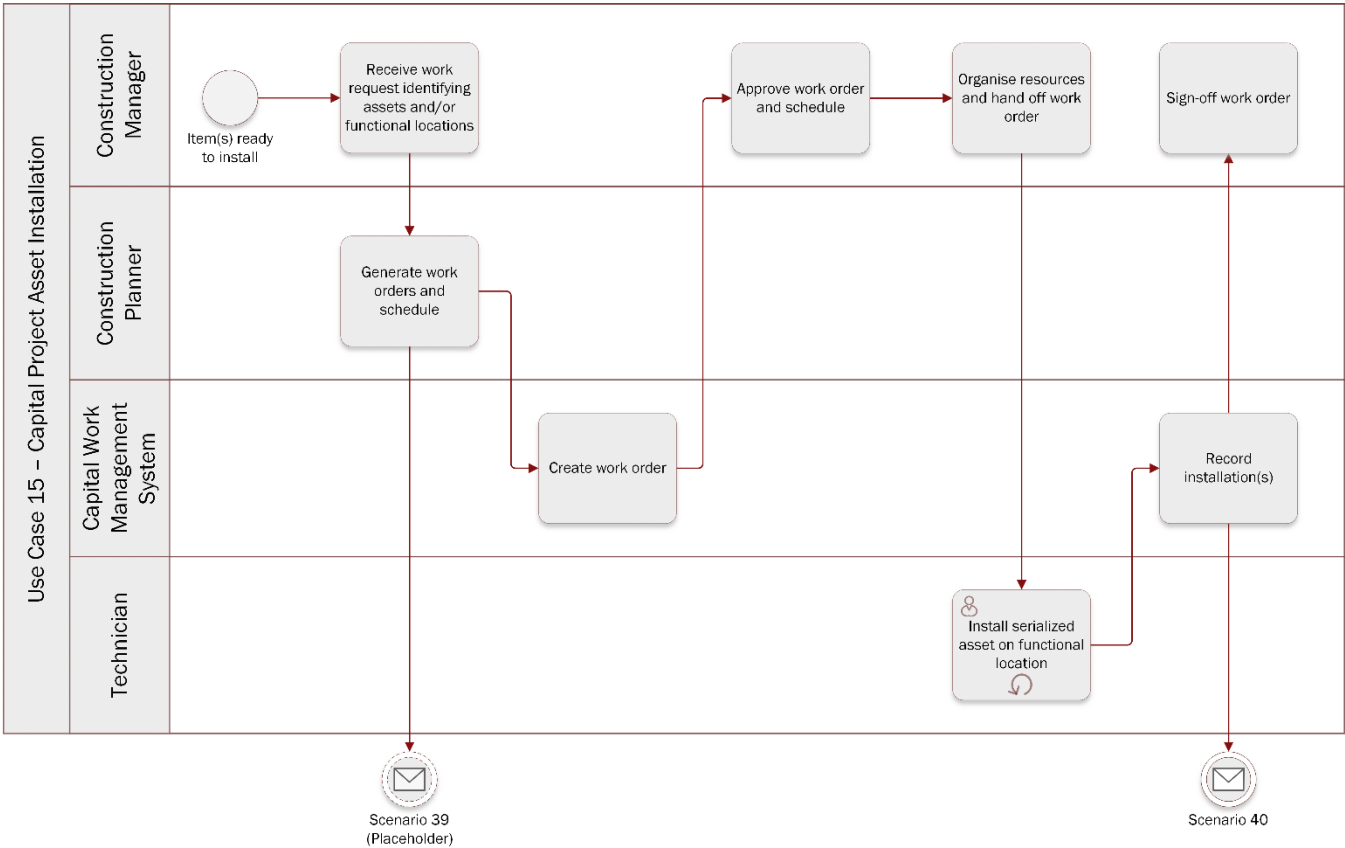 Use Case 15 – Capital Project Asset Installation
Construction
Manager
Item(s) ready
to install
Receive work
request identifying
assets and/or
functional locations
Approve work order
and schedule
Organise resources
and hand off work
order
Sign-off work order
Construction
Planner
Generate work
orders and
schedule
Capital Work
Management
System
Create work order
Record
installation(s)
Technician
Install serialized
asset on functional
location
Scenario 39
(Placeholder)
Scenario 40